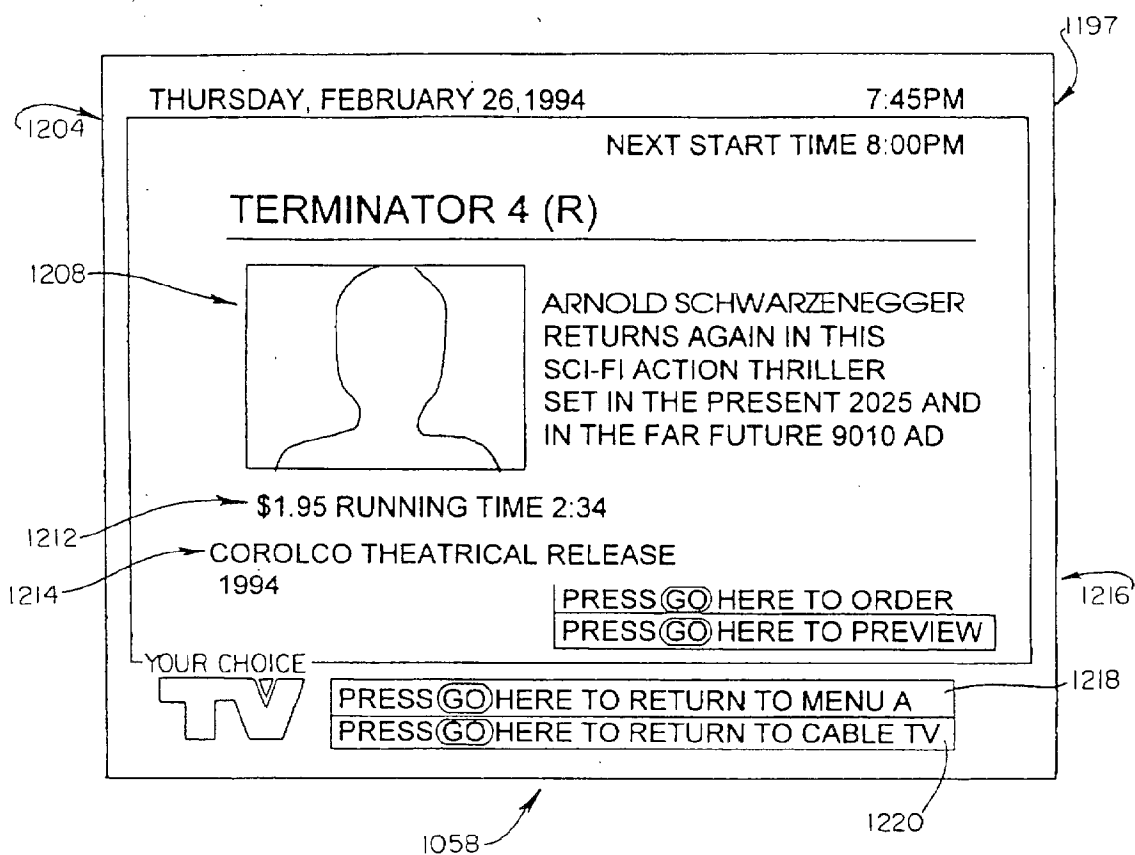 1197
THURSDAY, FEBRUARY 26,1994 7:45PM
1204
NEXT START TIME 8:00PM
TERMINATOR 4 (R)
1208
ARNOLD SCHWARZENEGGER
RETURNS AGAIN IN THIS
SCI-FI ACTION THRILLER
SET IN THE PRESENT 2025 AND
IN THE FAR FUTURE 9010 AD
$1.95 RUNNING TIME 2:34
1212
COROLCO THEATRICAL RELEASE
1994
1214
PRESS GO HERE TO ORDER
1216
PRESS GO HERE TO PREVIEW
YOUR CHOICE
TV
PRESS GO HERE TO RETURN TO MENU A
1218
PRESS GO HERE TO RETURN TO CABLE TV
1220
1058